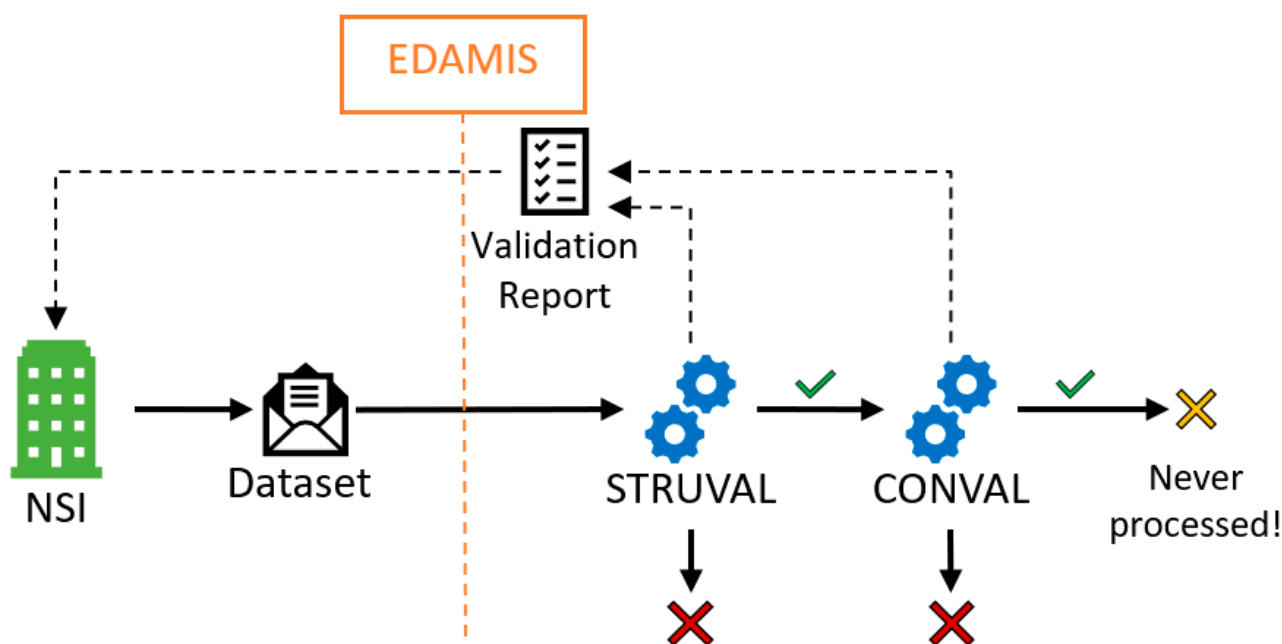 EDAMIS
Validation
Report
NSI
Dataset
STRUVAL
CONVAL
Never
processed!